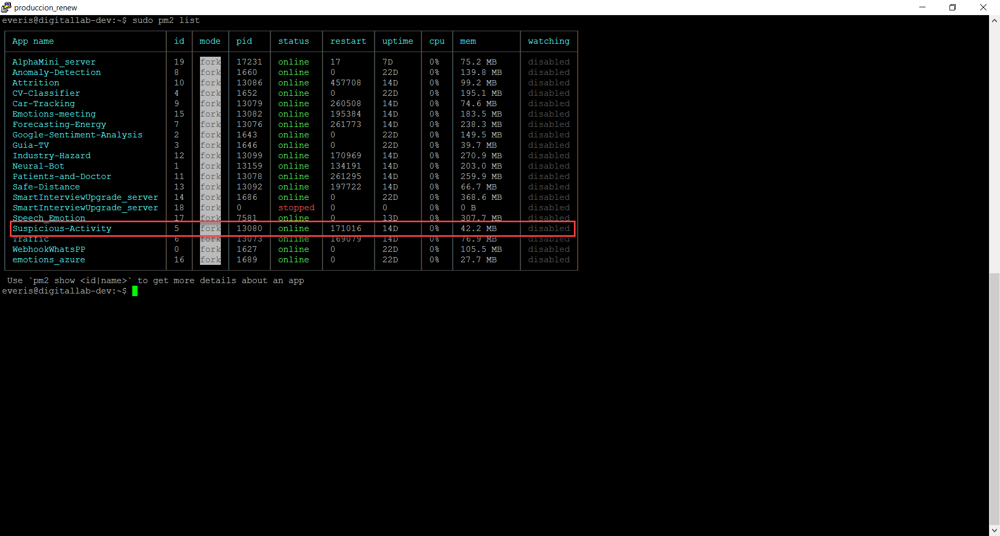 produccion_renew
everis@digitallab-dev:~$ sudo pm2 list
App name id mode pid status restart uptime cpu mem watching
AlphaMini_server 19 fork 17231 online 17 7D 0% 75.2 MB disabled
Anomaly-Detection 8 fork 1660 online 0 22D 0% 139.8 MB disabled
Attrition 10 fork 13086 online 457708 14D 0% 99.2 MB disabled
CV-Classifier 4 fork 1652 online 0 22D 0% 195.1 MB disabled
Car-Tracking 9 fork 13079 online 260508 14D 0% 74.6 MB disabled
Emotions-meeting 15 fork 13082 online 195384 14D 0% 183.5 MB disabled
Forecasting-Energy 7 fork 13076 online 261773 14D 0% 238.3 MB disabled
Google-Sentiment-Analysis 2 fork 1643 online 0 22D 0% 149.5 MB disabled
Guia-TV 3 fork 1646 online 0 22D 0% 39.7 MB disabled
Industry-Hazard 12 fork 13099 online 170969 14D 0% 270.9 MB disabled
Neural-Bot 1 fork 13159 online 134191 14D 0% 203.0 MB disabled
Patients-and-Doctor 11 fork 13078 online 261295 14D 0% 259.9 MB disabled
Safe-Distance 13 fork 13092 online 197722 14D 0% 66.7 MB disabled
SmartInterviewUpgrade_server 14 fork 1686 online 0 22D 0% 368.6 MB disabled
SmartInterviewUpgrade_server 18 fork 0 stopped 0 0 0% 0 B disabled
Speech_Emotion 17 fork 7581 online 0 13D 0% 307.7 MB disabled
Suspicious-Activity 5 fork 13080 online 171016 14D 0% 42.2 MB disabled
Traffic 6 fork 13073 online 169079 14D 0% 76.9 MB disabled
WebhookWhatsPP 0 fork 1627 online 0 22D 0% 105.5 MB disabled
emotions_azure 16 fork 1689 online 0 22D 0% 27.7 MB disabled
Use `pm2 show <id|name>` to get more details about an app
everis@digitallab-dev:~$